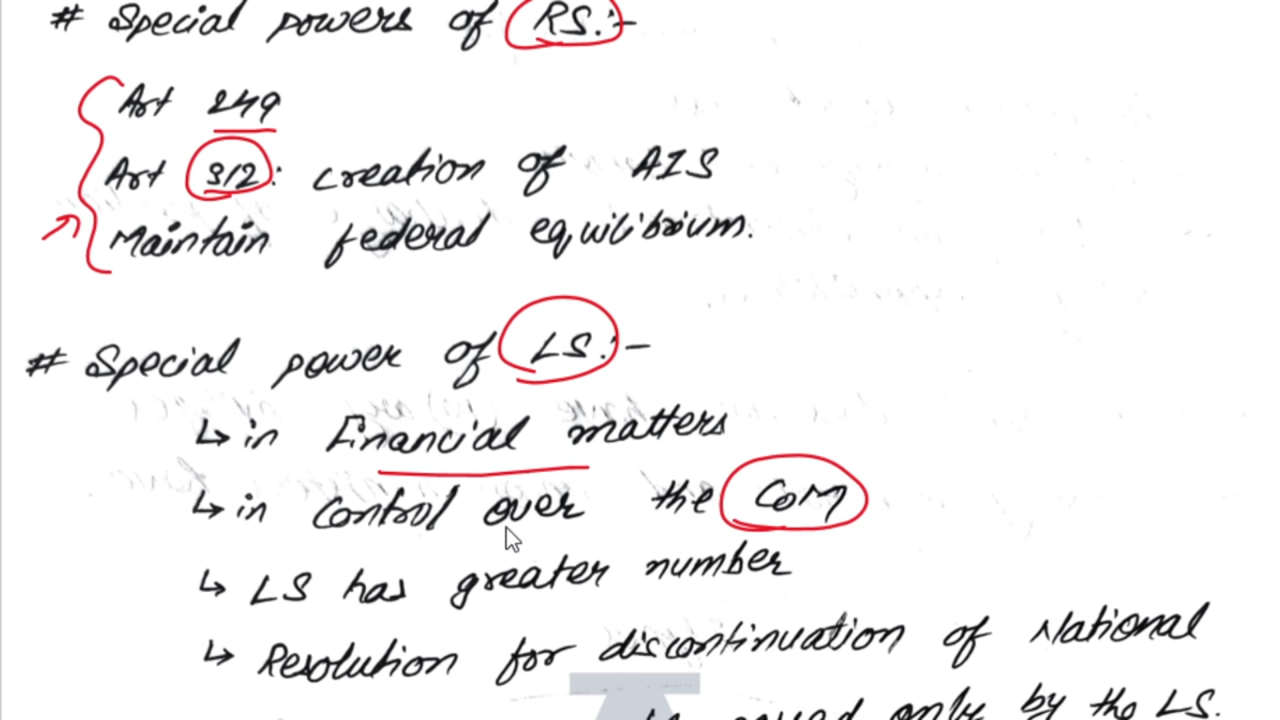 # Special powers of RS:-
Art 249
Art 312: creation of AIS
Maintain federal equilibrium.
# Special power of LS:-
↳ in Financial matters
↳ in control over the CoM
↳ LS has greater number
↳ Resolution for discontinuation of National
only by the LS.